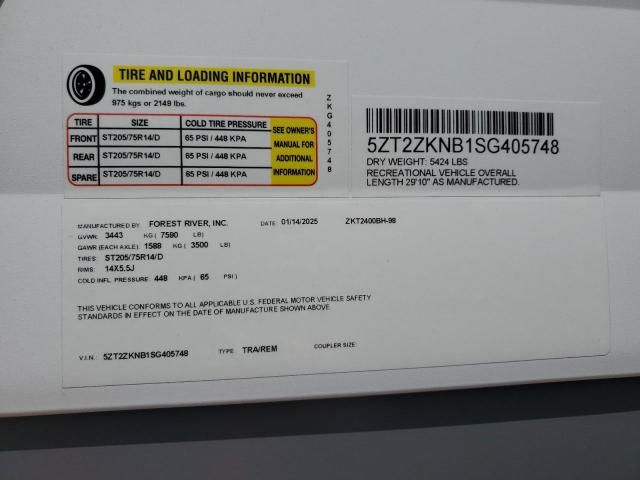 TIRE AND LOADING INFORMATION
The combined weight of cargo should never exceed
975 kgs or 2149 lbs.
TIRE SIZE COLD TIRE PRESSURE
FRONT ST205/75R14/D 65 PSI / 448 KPA
REAR ST205/75R14/D 65 PSI / 448 KPA
SPARE ST205/75R14/D 65 PSI / 448 KPA
SEE OWNER'S
MANUAL FOR
ADDITIONAL
INFORMATION
ZKG405748
5ZT2ZKNB1SG405748
DRY WEIGHT: 5424 LBS
RECREATIONAL VEHICLE OVERALL
LENGTH 29'10" AS MANUFACTURED.
MANUFACTURED BY FOREST RIVER, INC. DATE: 01/14/2025 ZKT2400BH-98
GVWR: 3443 KG ( 7590 LB)
GAWR (EACH AXLE): 1588 KG ( 3500 LB)
TIRES: ST205/75R14/D
RIMS: 14X5.5J
COLD INFL. PRESSURE: 448 KPA ( 65 PSI.)
THIS VEHICLE CONFORMS TO ALL APPLICABLE U.S. FEDERAL MOTOR VEHICLE SAFETY
STANDARDS IN EFFECT ON THE DATE OF MANUFACTURE SHOWN ABOVE.
V.I.N.: 5ZT2ZKNB1SG405748 TYPE: TRA/REM COUPLER SIZE: